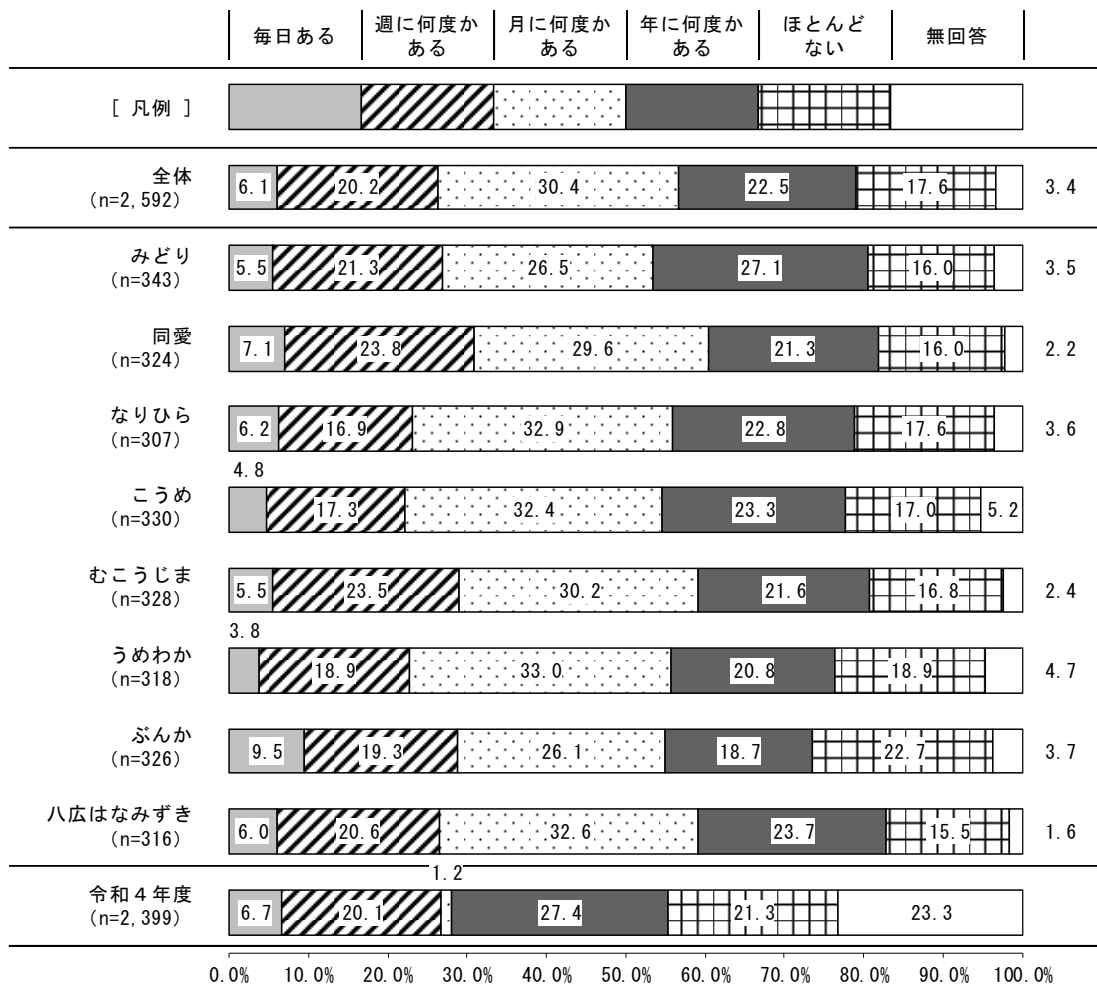 毎日ある 週に何度かある 月に何度かある 年に何度かある ほとんどない 無回答
[ 凡例 ]
全体
(n=2,592)
6.1 20.2 30.4 22.5 17.6 3.4
みどり
(n=343)
5.5 21.3 26.5 27.1 16.0 3.5
同愛
(n=324)
7.1 23.8 29.6 21.3 16.0 2.2
なりひら
(n=307)
6.2 16.9 32.9 22.8 17.6 3.6
こうめ
(n=330)
4.8 17.3 32.4 23.3 17.0 5.2
むこうじま
(n=328)
5.5 23.5 30.2 21.6 16.8 2.4
うめわか
(n=318)
3.8 18.9 33.0 20.8 18.9 4.7
ぶんか
(n=326)
9.5 19.3 26.1 18.7 22.7 3.7
八広はなみずき
(n=316)
6.0 20.6 32.6 23.7 15.5 1.6
令和４年度
(n=2,399)
6.7 20.1 1.2 27.4 21.3 23.3
0.0% 10.0% 20.0% 30.0% 40.0% 50.0% 60.0% 70.0% 80.0% 90.0% 100.0%